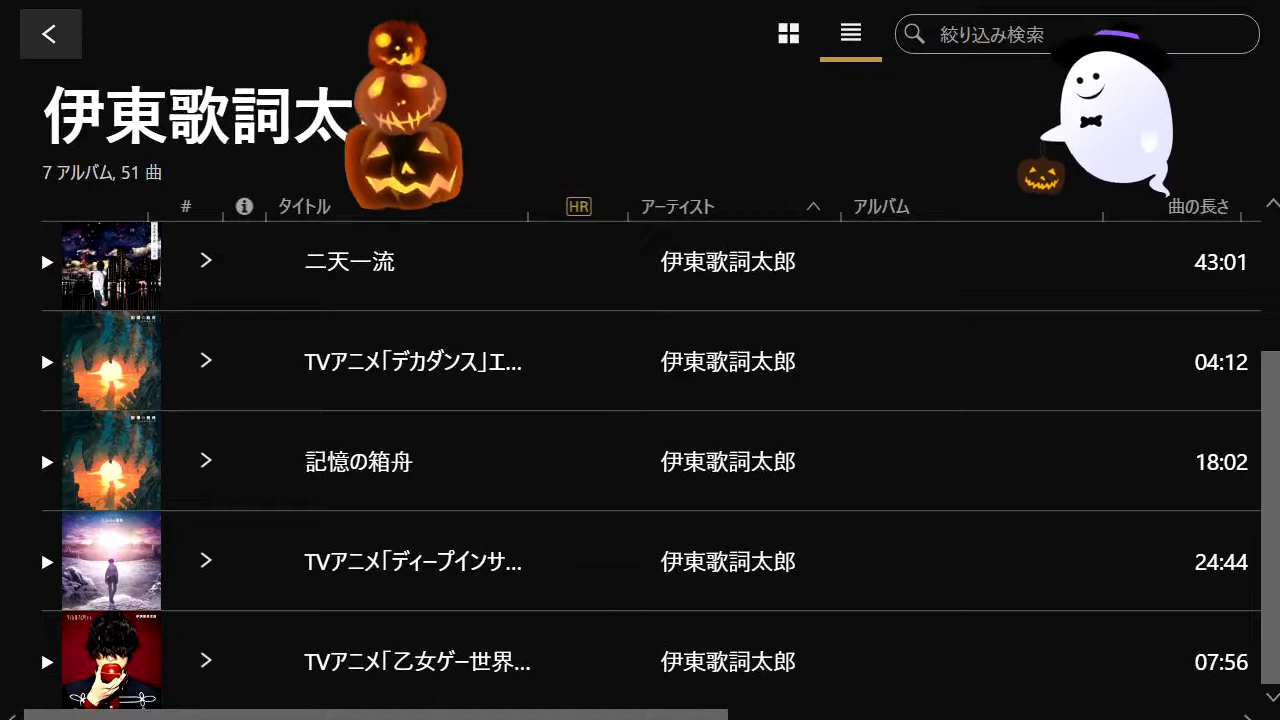 絞り込み検索
伊東歌詞太
7 アルバム, 51 曲
# タイトル HR アーティスト アルバム 曲の長さ
二天一流 伊東歌詞太郎 43:01
TVアニメ「デカダンス」エ... 伊東歌詞太郎 04:12
記憶の箱舟 伊東歌詞太郎 18:02
TVアニメ「ディープインサ... 伊東歌詞太郎 24:44
TVアニメ「乙女ゲー世界... 伊東歌詞太郎 07:56